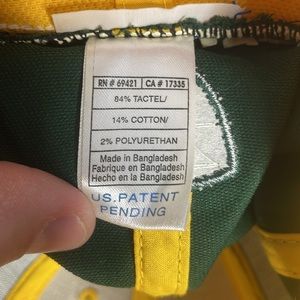 RN # 69421 CA # 17335
84% TACTEL/
14% COTTON/
2% POLYURETHAN
Made in Bangladesh
Fabrique en Bangladesh
Hecho en la Bangladesh
U.S. PATENT
PENDING